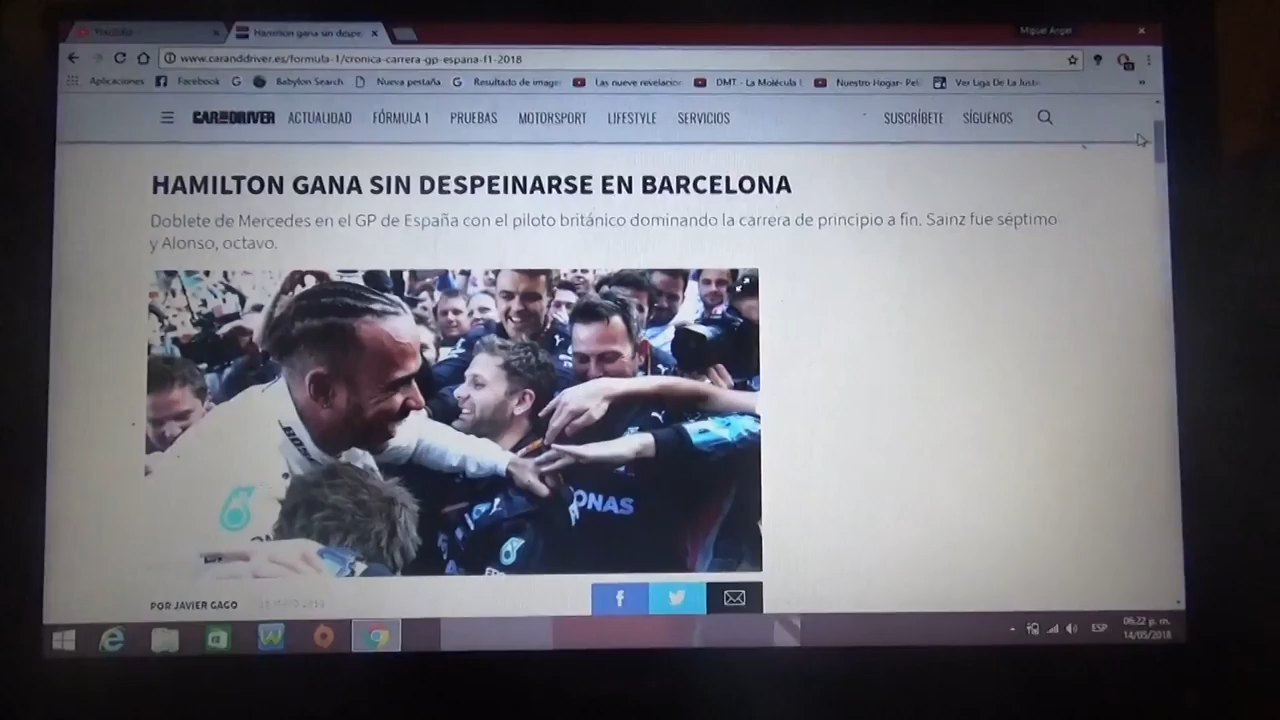 Hamilton gana sin despe
Miguel Angel
www.caranddriver.es/formula-1/cronica-carrera-gp-espana-f1-2018
Aplicaciones Facebook Babylon Search Nueva pestaña Resultado de image Las nueve revelacion DMT - La Molécula Nuestro Hogar- Pel Ver Liga De La Justi
CAR AND DRIVER ACTUALIDAD FÓRMULA 1 PRUEBAS MOTORSPORT LIFESTYLE SERVICIOS SUSCRÍBETE SÍGUENOS
HAMILTON GANA SIN DESPEINARSE EN BARCELONA
Doblete de Mercedes en el GP de España con el piloto británico dominando la carrera de principio a fin. Sainz fue séptimo
y Alonso, octavo.
ONAS
POR JAVIER GAGO
ESP
06:22 p. m.
14/05/2018